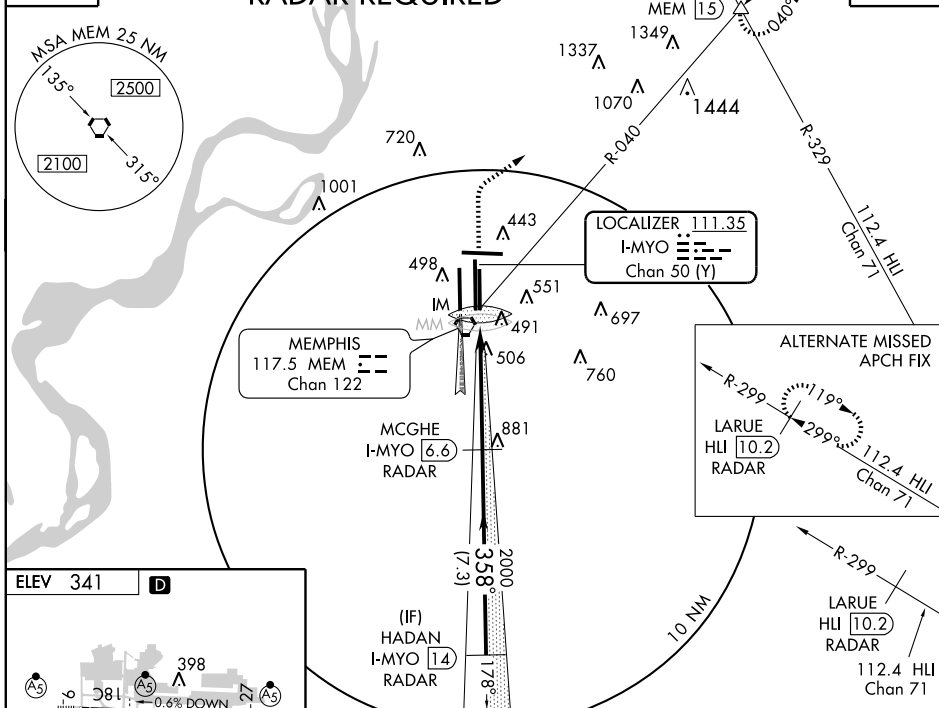 RADAR REQUIRED
MEM 15
040°
MSA MEM 25 NM
135°
2500
2100
315°
1349
1337
1070
1444
720
R-040
R-329
1001
112.4 HLI
Chan 71
443
LOCALIZER 111.35
I-MYO
Chan 50 (Y)
498
IM
551
MM
491
697
MEMPHIS
117.5 MEM
Chan 122
506
760
ALTERNATE MISSED
APCH FIX
R-299
119°
299°
LARUE
HLI 10.2
RADAR
112.4 HLI
Chan 71
MCGHE
I-MYO 6.6
RADAR
881
2000
358°
(7.3)
R-299
LARUE
HLI 10.2
RADAR
112.4 HLI
Chan 71
10 NM
(IF)
HADAN
I-MYO 14
RADAR
178°
ELEV 341 D
398
A5
18C
A5
27
A5
0.6% DOWN